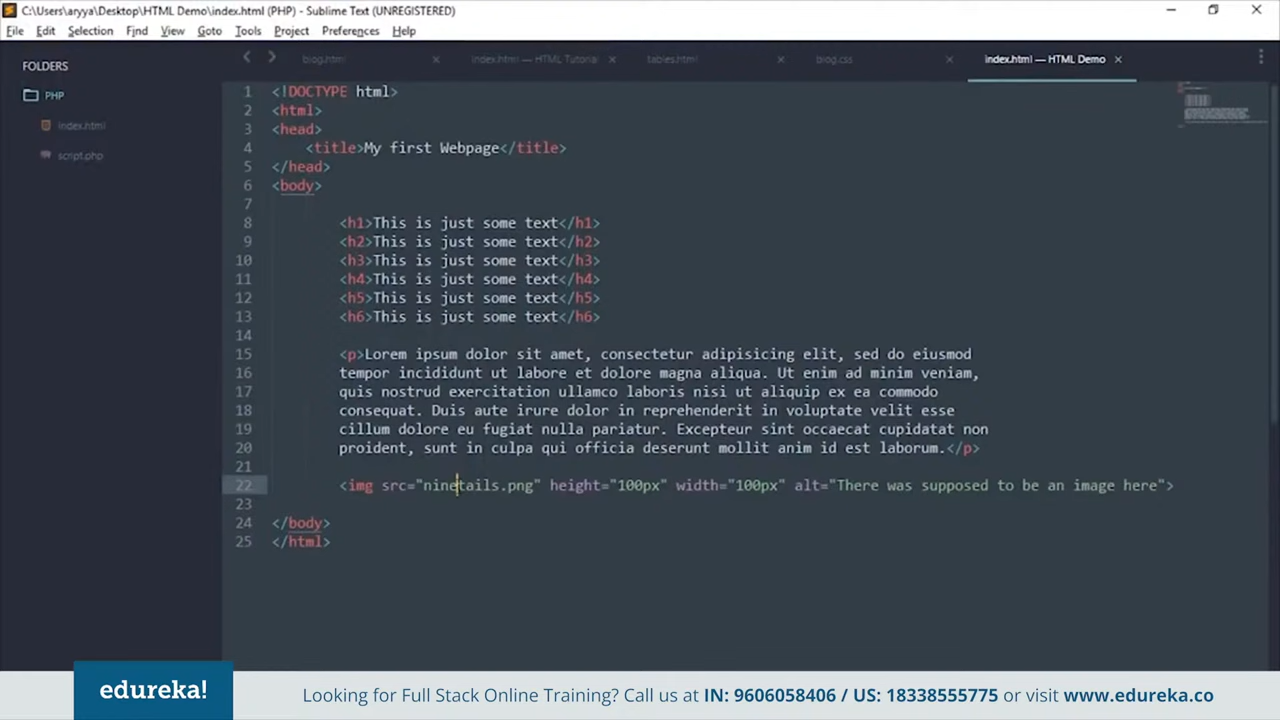 C:\Users\aryya\Desktop\HTML Demo\index.html (PHP) - Sublime Text (UNREGISTERED)
File Edit Selection Find View Goto Tools Project Preferences Help
FOLDERS
PHP
index.html
script.php
blog.html
index.html — HTML Tutorial
tables.html
blog.css
index.html — HTML Demo
1 <!DOCTYPE html>
2 <html>
3 <head>
4 <title>My first Webpage</title>
5 </head>
6 <body>
7
8 <h1>This is just some text</h1>
9 <h2>This is just some text</h2>
10 <h3>This is just some text</h3>
11 <h4>This is just some text</h4>
12 <h5>This is just some text</h5>
13 <h6>This is just some text</h6>
14
15 <p>Lorem ipsum dolor sit amet, consectetur adipisicing elit, sed do eiusmod
16 tempor incididunt ut labore et dolore magna aliqua. Ut enim ad minim veniam,
17 quis nostrud exercitation ullamco laboris nisi ut aliquip ex ea commodo
18 consequat. Duis aute irure dolor in reprehenderit in voluptate velit esse
19 cillum dolore eu fugiat nulla pariatur. Excepteur sint occaecat cupidatat non
20 proident, sunt in culpa qui officia deserunt mollit anim id est laborum.</p>
21
22 <img src="ninetails.png" height="100px" width="100px" alt="There was supposed to be an image here">
23
24 </body>
25 </html>
edureka!
Looking for Full Stack Online Training? Call us at IN: 9606058406 / US: 18338555775 or visit www.edureka.co